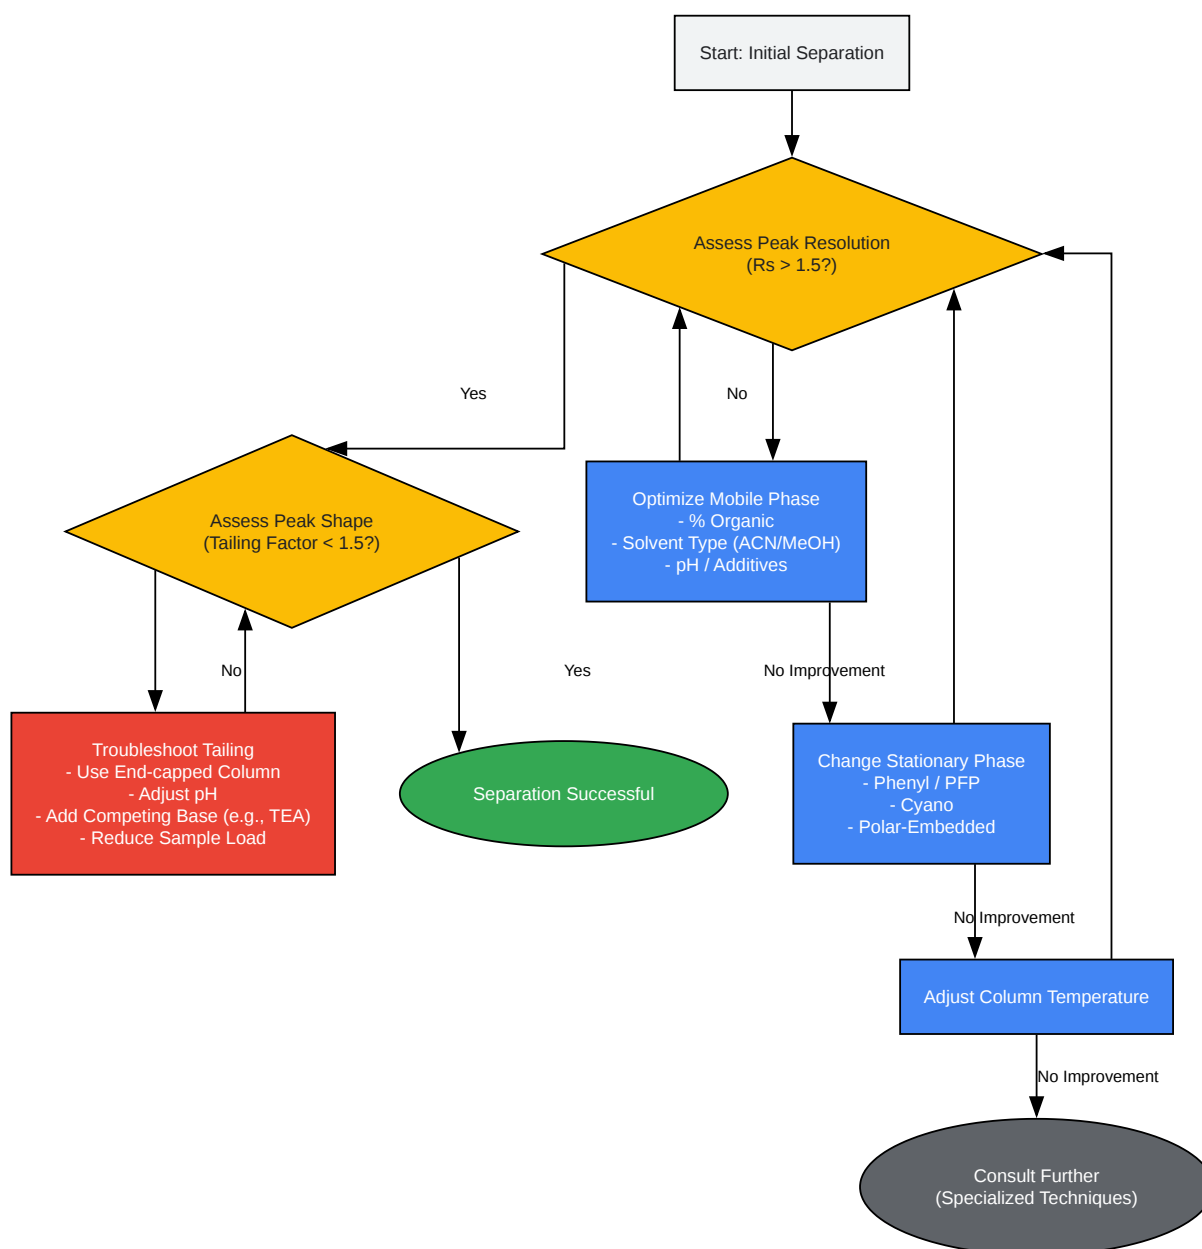 Start: Initial Separation
Assess Peak Resolution
(Rs > 1.5?)
Yes
No
Assess Peak Shape
(Tailing Factor < 1.5?)
Optimize Mobile Phase
- % Organic
- Solvent Type (ACN/MeOH)
- pH / Additives
No
Yes
No Improvement
Troubleshoot Tailing
- Use End-capped Column
- Adjust pH
- Add Competing Base (e.g., TEA)
- Reduce Sample Load
Separation Successful
Change Stationary Phase
- Phenyl / PFP
- Cyano
- Polar-Embedded
No Improvement
Adjust Column Temperature
No Improvement
Consult Further
(Specialized Techniques)